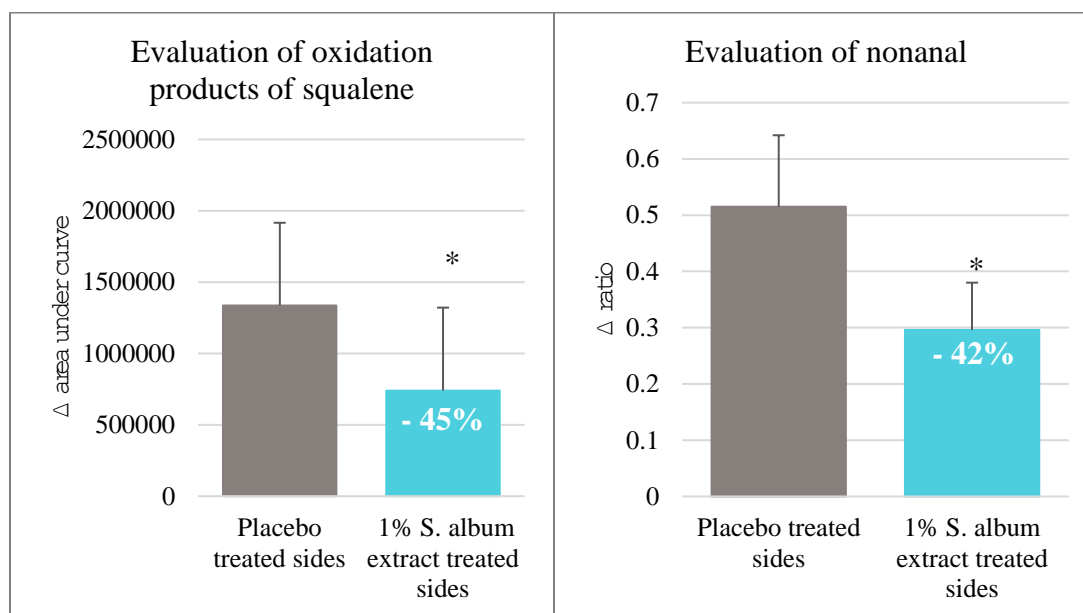 Evaluation of oxidation
products of squalene
Δ area under curve
2500000
2000000
1500000
1000000
500000
0
*
- 45%
Placebo
treated sides
1% S. album
extract treated
sides
Evaluation of nonanal
Δ ratio
0.7
0.6
0.5
0.4
0.3
0.2
0.1
0
*
- 42%
Placebo treated
sides
1% S. album
extract treated
sides